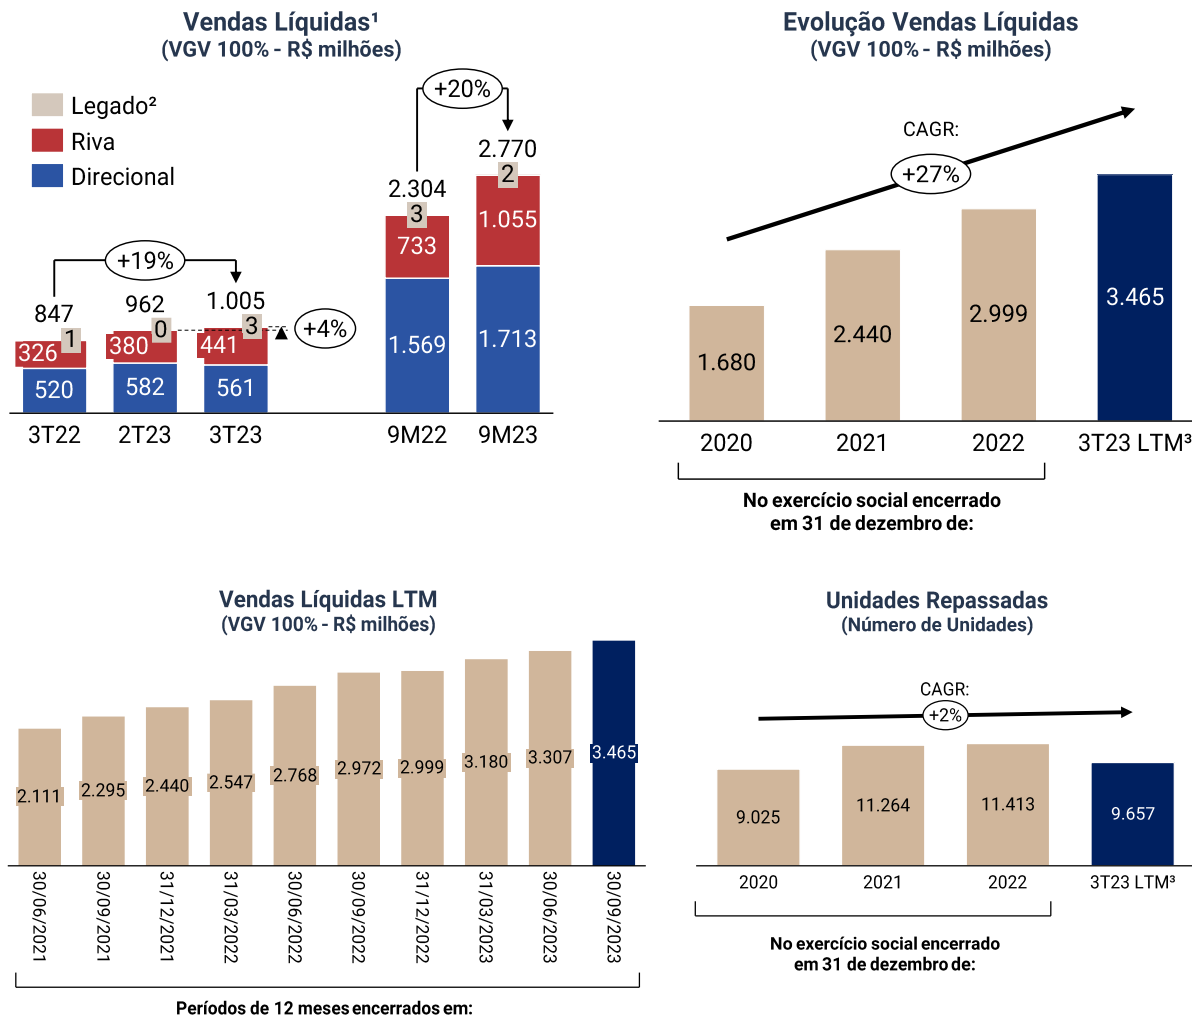 Vendas Líquidas¹
(VGV 100% - R$ milhões)
Legado²
Riva
Direcional
+20%
2.770
2
2.304
3
1.055
733
+19%
1.005
962
847
3
0
1
+4%
326
380
441
1.569
1.713
520
582
561
3T22
2T23
3T23
9M22
9M23
Evolução Vendas Líquidas
(VGV 100% - R$ milhões)
CAGR:
+27%
1.680
2.440
2.999
3.465
2020
2021
2022
3T23 LTM³
No exercício social encerrado
em 31 de dezembro de:
Vendas Líquidas LTM
(VGV 100% - R$ milhões)
2.111
2.295
2.440
2.547
2.768
2.972
2.999
3.180
3.307
3.465
30/06/2021
30/09/2021
31/12/2021
31/03/2022
30/06/2022
30/09/2022
31/12/2022
31/03/2023
30/06/2023
30/09/2023
Períodos de 12 meses encerrados em:
Unidades Repassadas
(Número de Unidades)
CAGR:
+2%
9.025
11.264
11.413
9.657
2020
2021
2022
3T23 LTM³
No exercício social encerrado
em 31 de dezembro de: